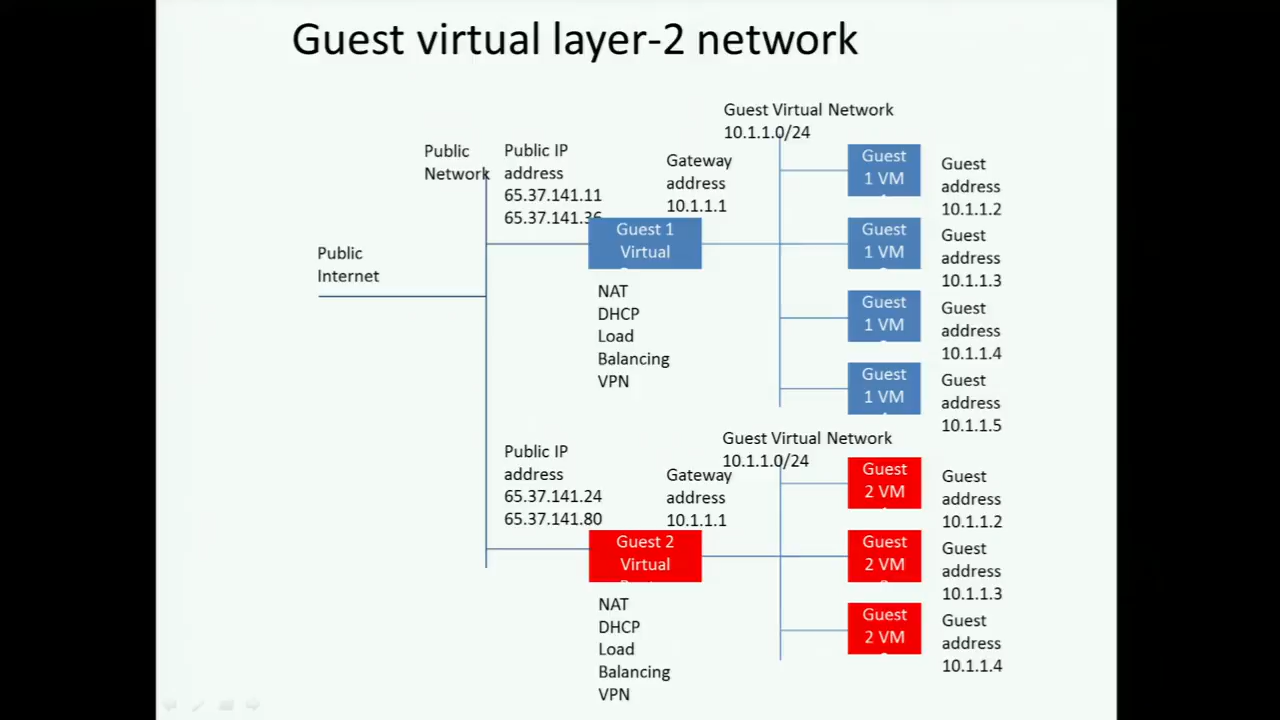 Guest virtual layer-2 network
Guest Virtual Network
10.1.1.0/24
Public
Network
Public IP
address
65.37.141.11
65.37.141.36
Gateway
address
10.1.1.1
Public
Internet
Guest 1
Virtual
NAT
DHCP
Load
Balancing
VPN
Guest
1 VM
Guest
address
10.1.1.2
Guest
1 VM
Guest
address
10.1.1.3
Guest
1 VM
Guest
address
10.1.1.4
Guest
1 VM
Guest
address
10.1.1.5
Guest Virtual Network
10.1.1.0/24
Public IP
address
65.37.141.24
65.37.141.80
Gateway
address
10.1.1.1
Guest 2
Virtual
NAT
DHCP
Load
Balancing
VPN
Guest
2 VM
Guest
address
10.1.1.2
Guest
2 VM
Guest
address
10.1.1.3
Guest
2 VM
Guest
address
10.1.1.4